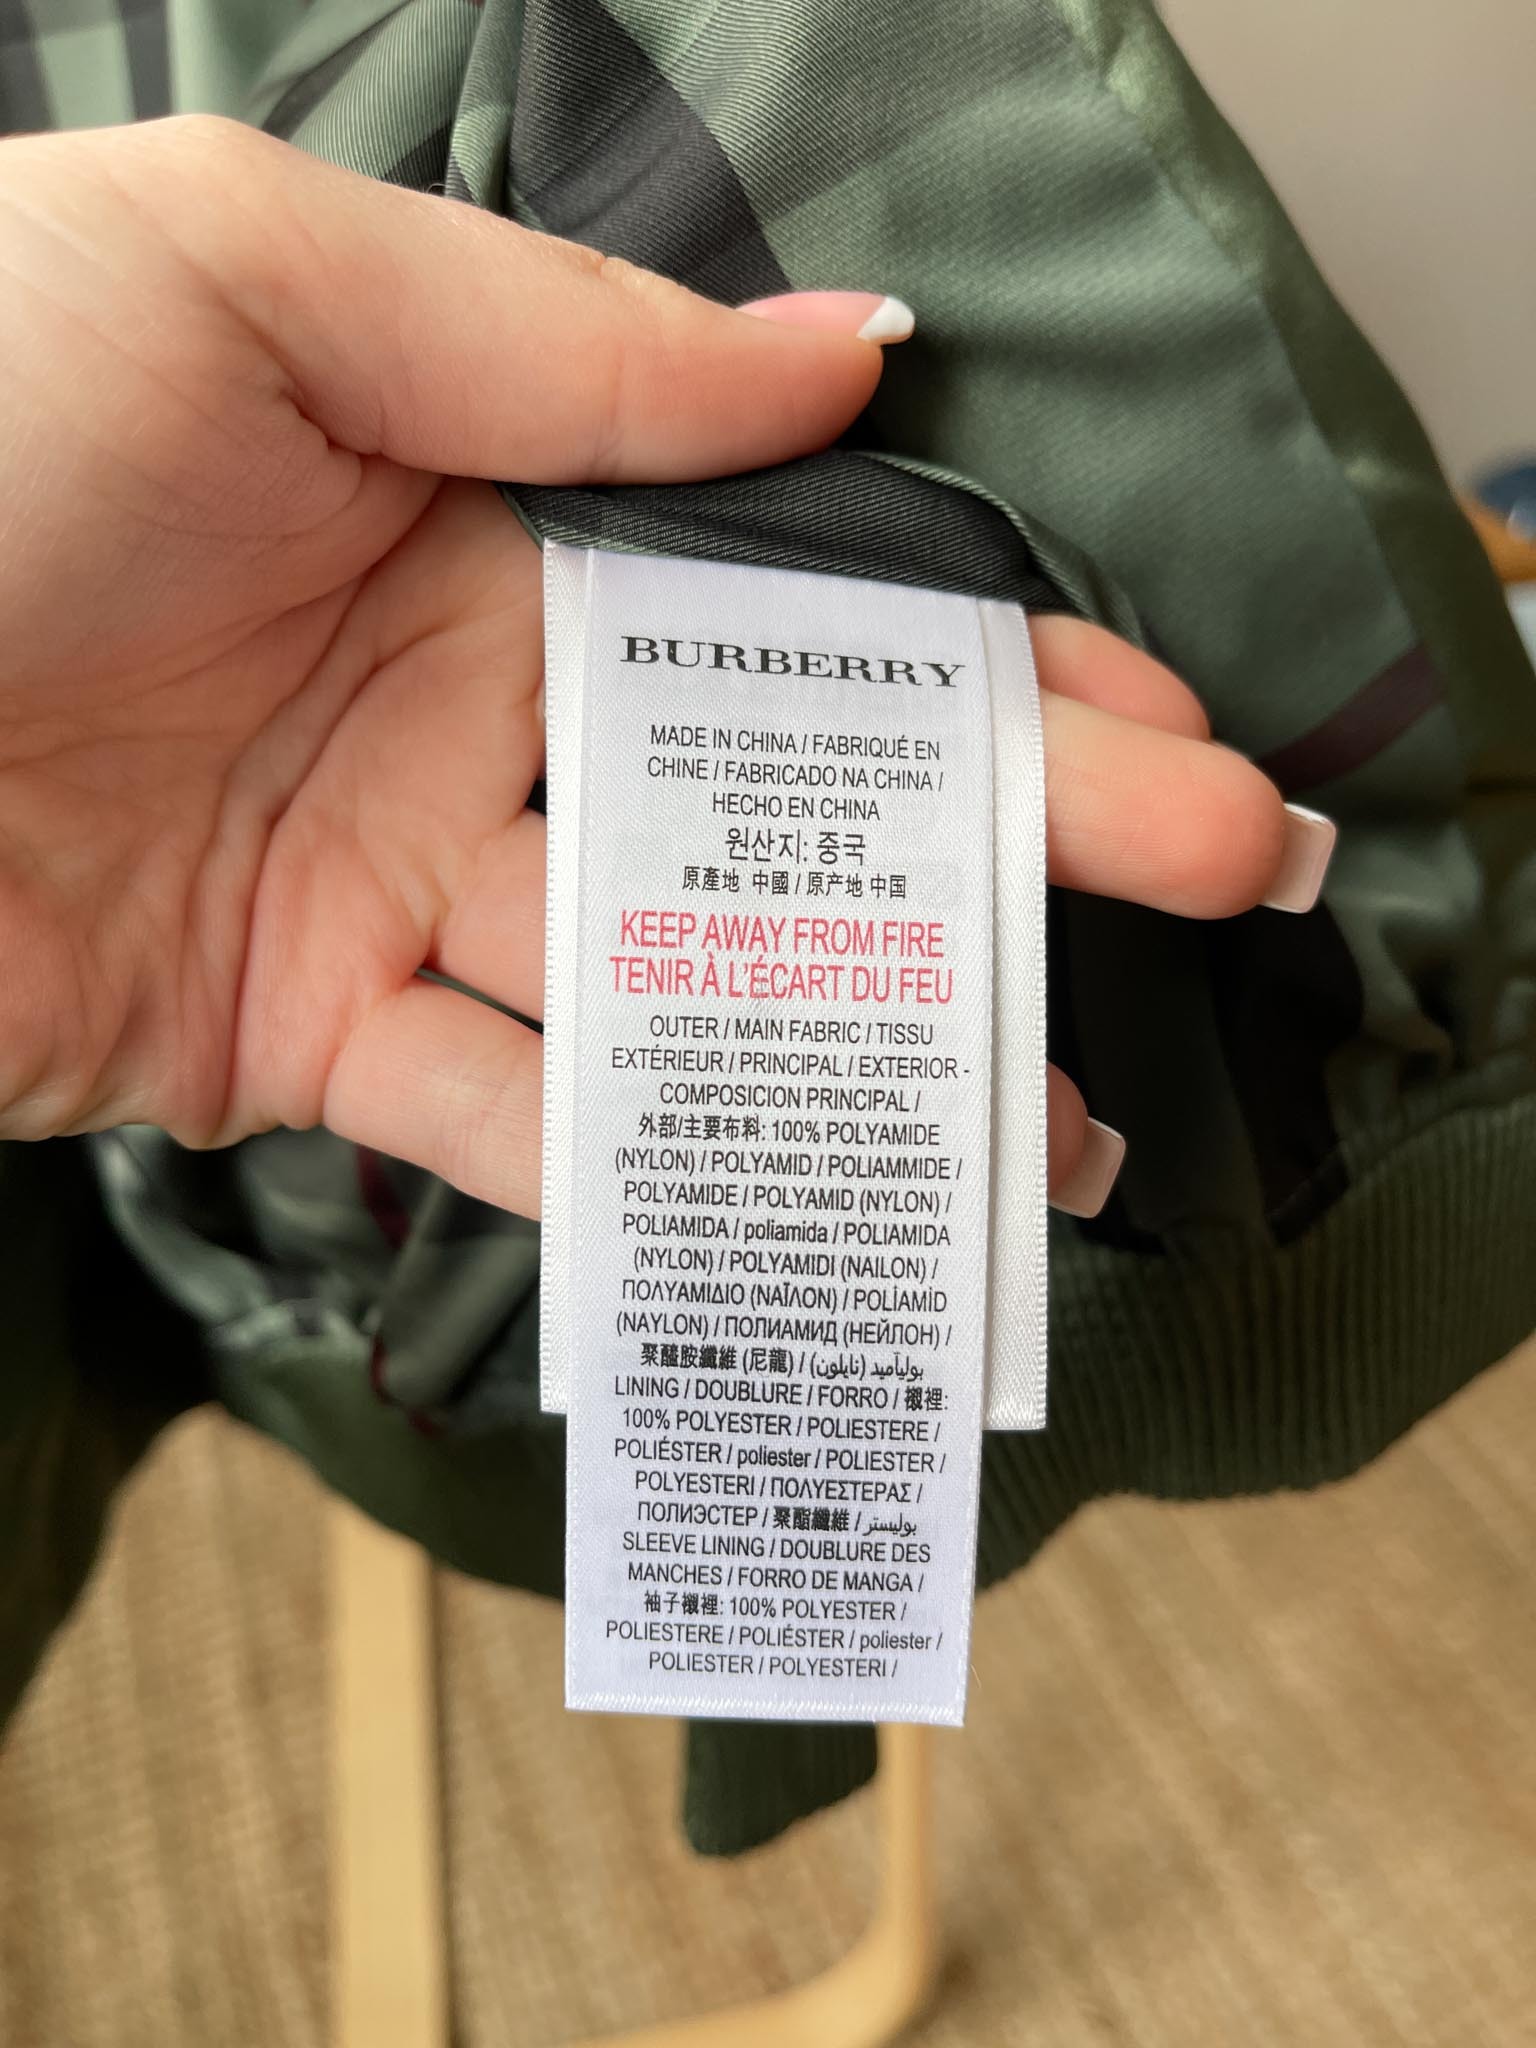 BURBERRY
MADE IN CHINA / FABRIQUÉ EN
CHINE / FABRICADO NA CHINA /
HECHO EN CHINA
원산지: 중국
原產地 中國 / 原产地 中国
KEEP AWAY FROM FIRE
TENIR À L'ÉCART DU FEU
OUTER / MAIN FABRIC / TISSU
EXTÉRIEUR / PRINCIPAL / EXTERIOR -
COMPOSICION PRINCIPAL /
外部/主要布料: 100% POLYAMIDE
(NYLON) / POLYAMID / POLIAMMIDE /
POLYAMIDE / POLYAMID (NYLON) /
POLIAMIDA / poliamida / POLIAMIDA
(NYLON) / POLYAMIDI (NAILON) /
ΠΟΛΥΑΜΙΔΙΟ (ΝΑΪΛΟΝ) / POLİAMİD
(NAYLON) / ПОЛИАМИД (НЕЙЛОН) /
聚醯胺纖維 (尼龍) / بولیآمید (نایلون)
LINING / DOUBLURE / FORRO / 襯裡:
100% POLYESTER / POLIESTERE /
POLIÉSTER / poliester / POLIESTER /
POLYESTERI / ΠΟΛΥΕΣΤΕΡΑΣ /
ПОЛИЭСТЕР / 聚酯纖維 / بولیستر
SLEEVE LINING / DOUBLURE DES
MANCHES / FORRO DE MANGA /
袖子襯裡: 100% POLYESTER /
POLIESTERE / POLIÉSTER / poliester /
POLIESTER / POLYESTERI /